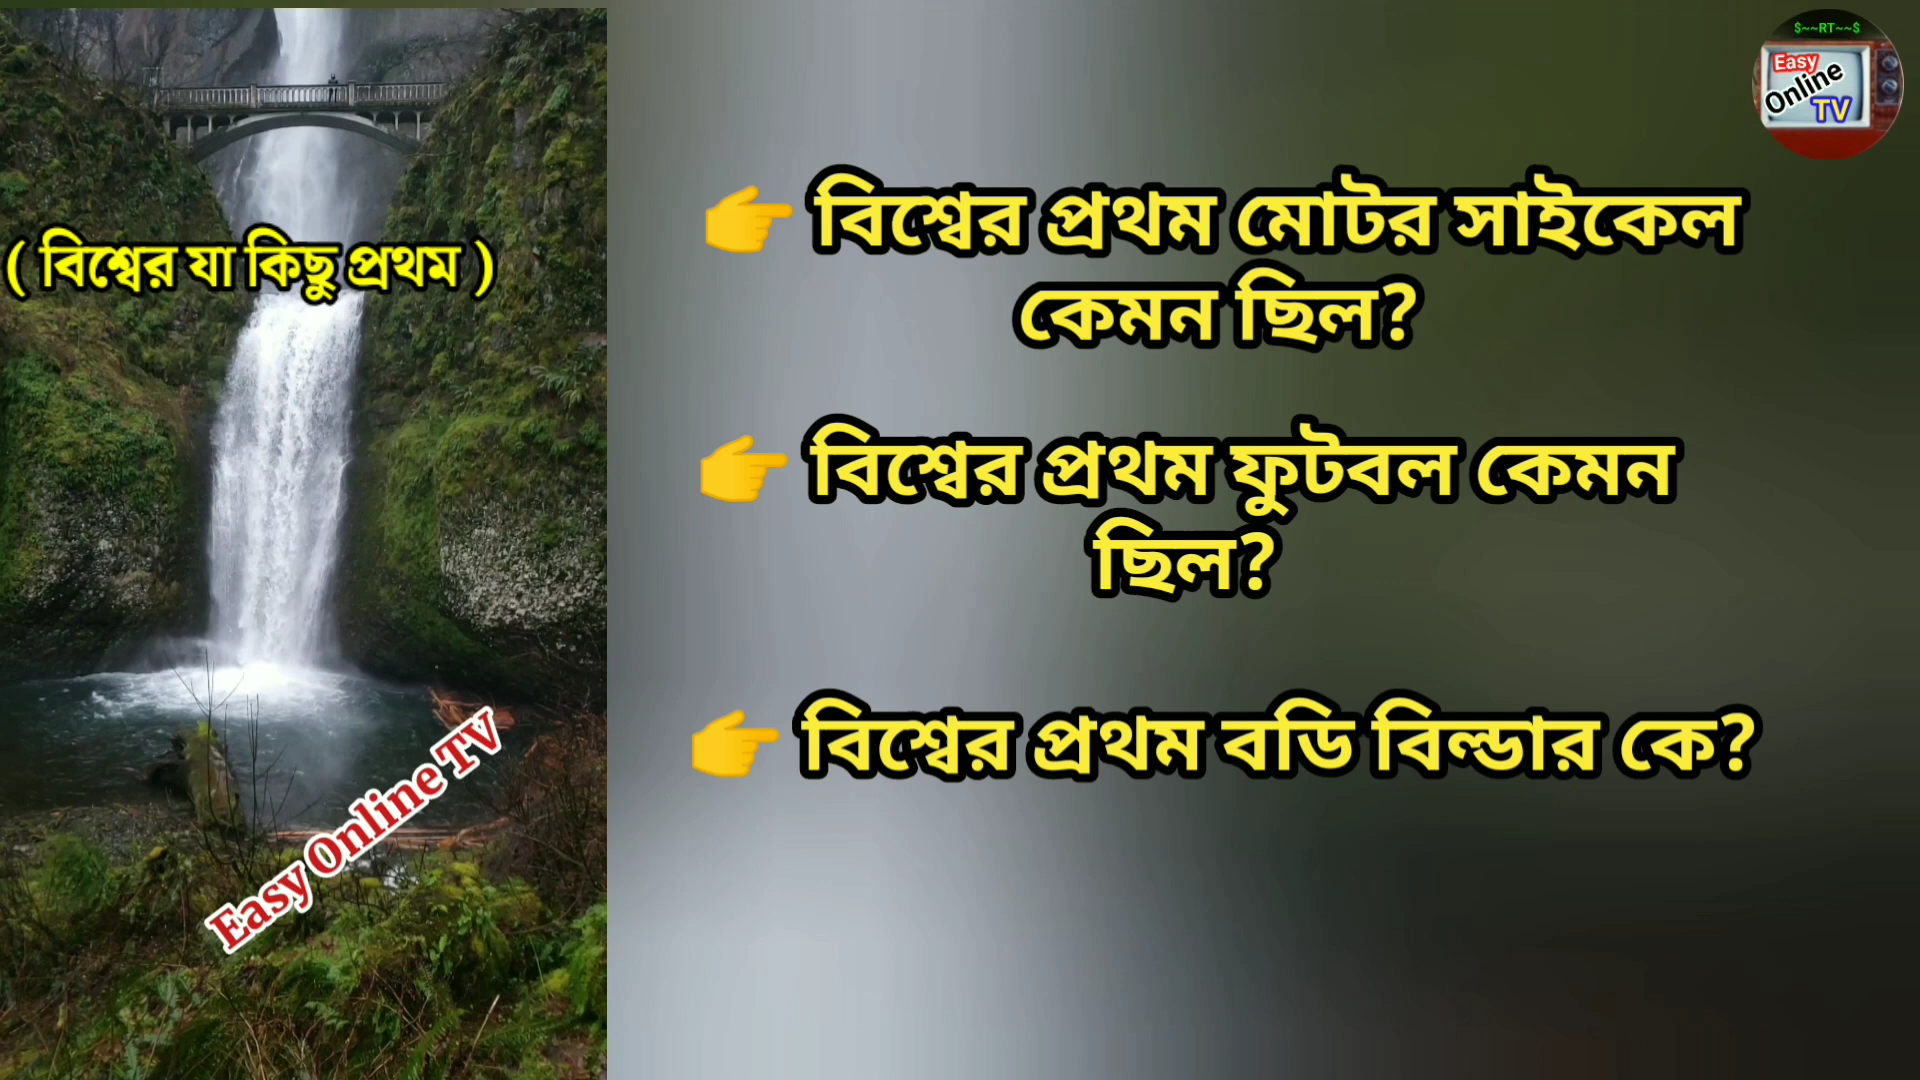 ( বিশ্বের যা কিছু প্রথম )
Easy Online TV
$~~RT~~$
Easy
Online
TV
👉 বিশ্বের প্রথম মোটর সাইকেল
কেমন ছিল?
👉 বিশ্বের প্রথম ফুটবল কেমন
ছিল?
👉 বিশ্বের প্রথম বডি বিল্ডার কে?